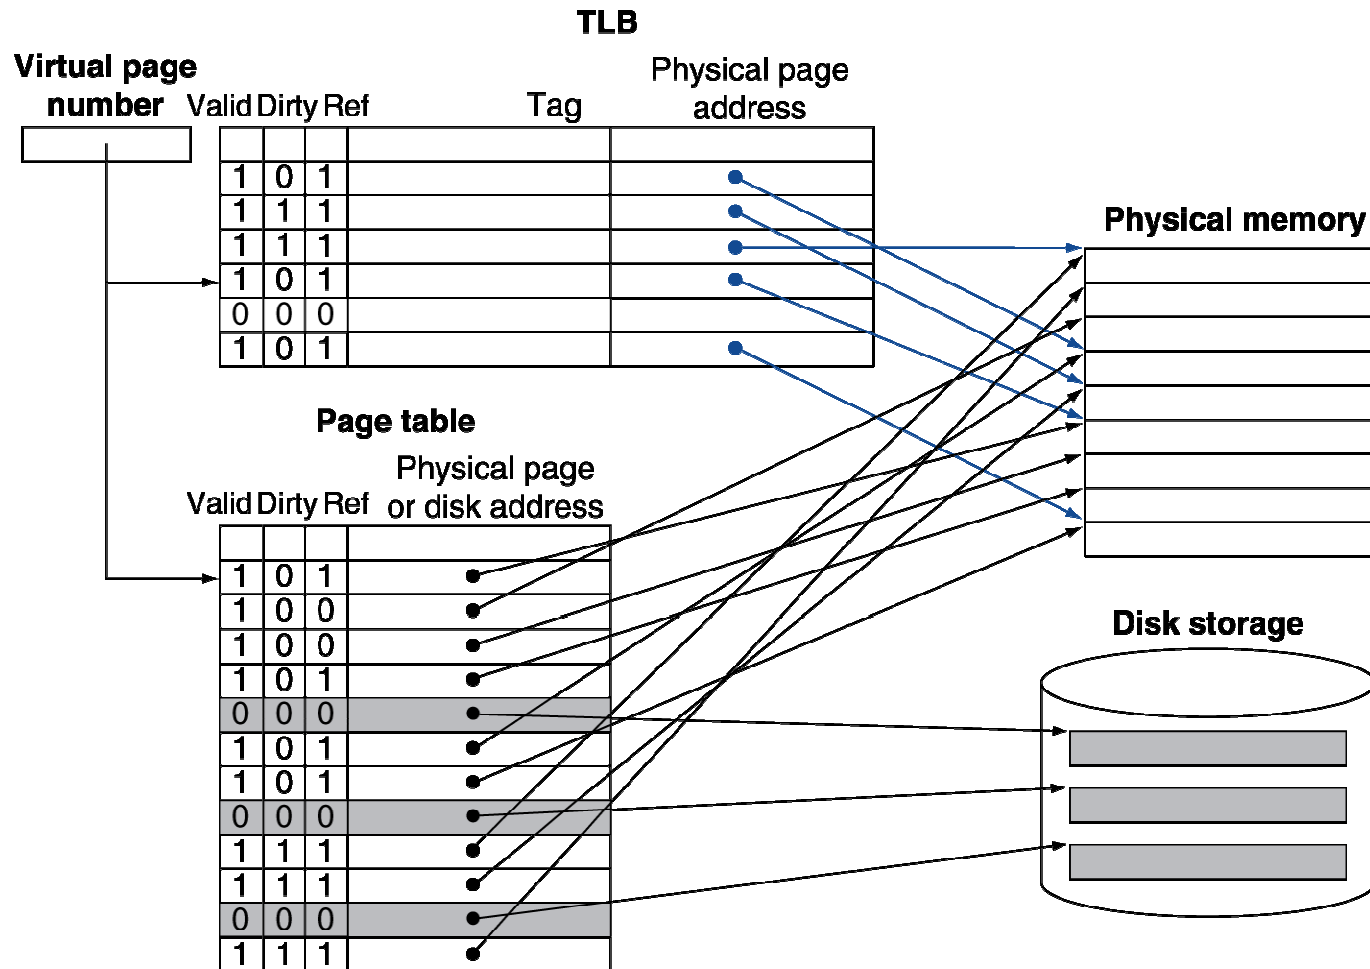 TLB
Virtual page
number
Valid Dirty Ref
Tag
Physical page
address
1 0 1
1 1 1
1 1 1
1 0 1
0 0 0
1 0 1
Physical memory
Page table
Valid Dirty Ref
Physical page
or disk address
1 0 1
1 0 0
1 0 0
1 0 1
0 0 0
1 0 1
1 0 1
0 0 0
1 1 1
1 1 1
0 0 0
1 1 1
Disk storage